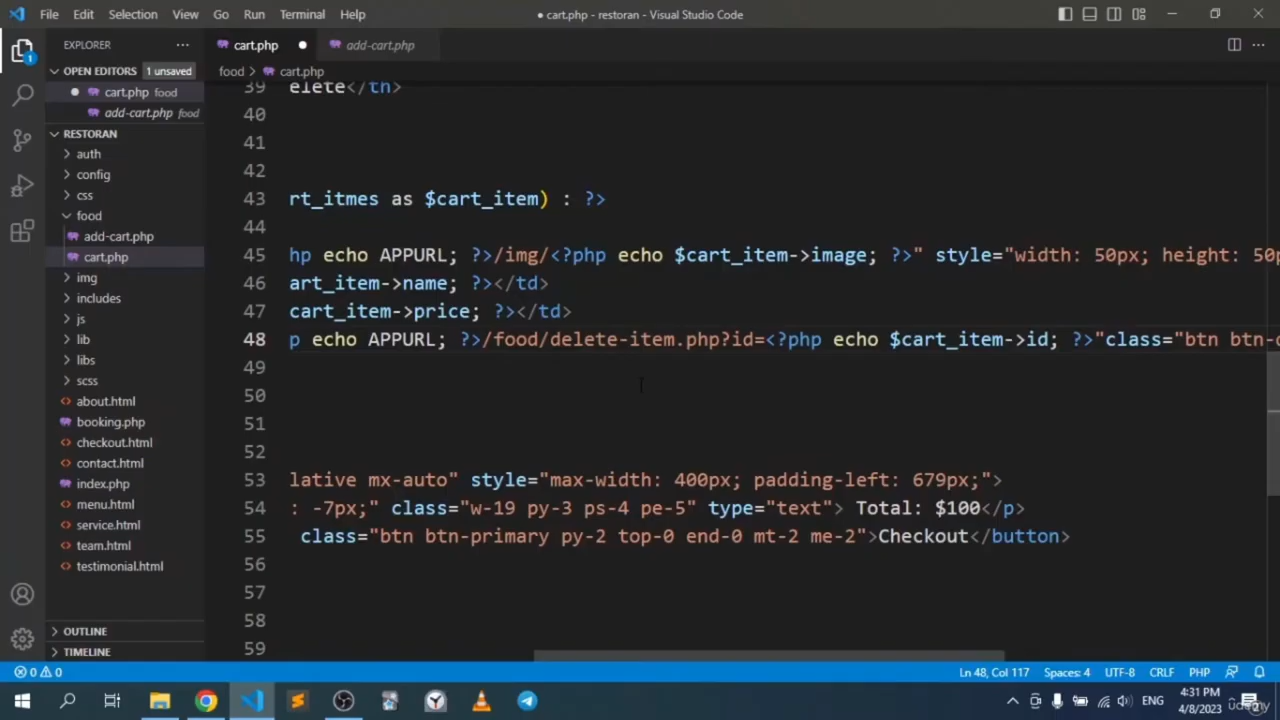 File Edit Selection View Go Run Terminal Help ● cart.php - restoran - Visual Studio Code
EXPLORER ··· cart.php ● add-cart.php
OPEN EDITORS 1 unsaved food > cart.php
● cart.php food
add-cart.php food
RESTORAN
auth
config
css
food
add-cart.php
cart.php
img
includes
js
lib
libs
scss
about.html
booking.php
checkout.html
contact.html
index.php
menu.html
service.html
team.html
testimonial.html
OUTLINE
TIMELINE
39 elete</th>
40
41
42
43 rt_itmes as $cart_item) : ?>
44
45 hp echo APPURL; ?>/img/<?php echo $cart_item->image; ?>" style="width: 50px; height: 50p
46 art_item->name; ?></td>
47 cart_item->price; ?></td>
48 p echo APPURL; ?>/food/delete-item.php?id=<?php echo $cart_item->id; ?>"class="btn btn-d
49
50
51
52
53 lative mx-auto" style="max-width: 400px; padding-left: 679px;">
54 : -7px;" class="w-19 py-3 ps-4 pe-5" type="text"> Total: $100</p>
55 class="btn btn-primary py-2 top-0 end-0 mt-2 me-2">Checkout</button>
56
57
58
59
0 0 Ln 48, Col 117 Spaces: 4 UTF-8 CRLF PHP
ENG 4:31 PM
4/8/2023
udemy